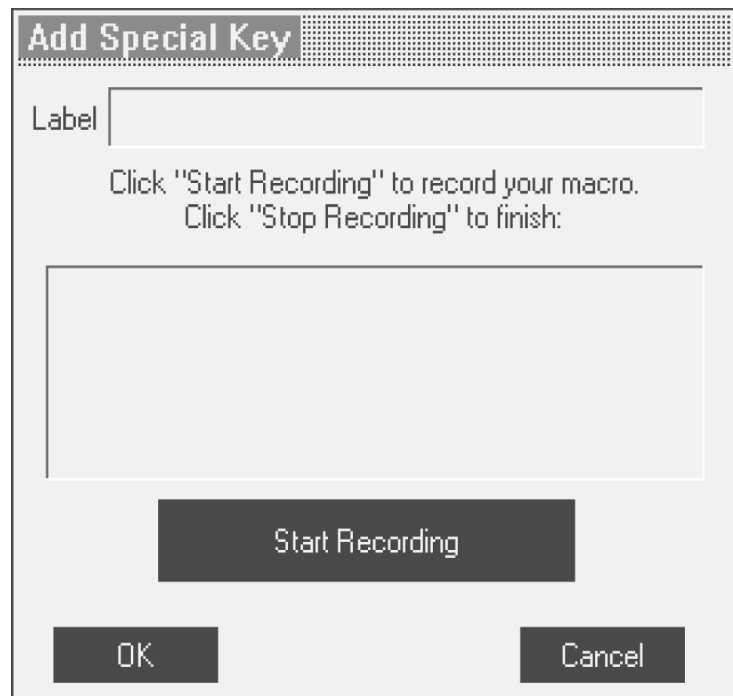 Add Special Key
Label
Click "Start Recording" to record your macro.
Click "Stop Recording" to finish:
Start Recording
OK
Cancel